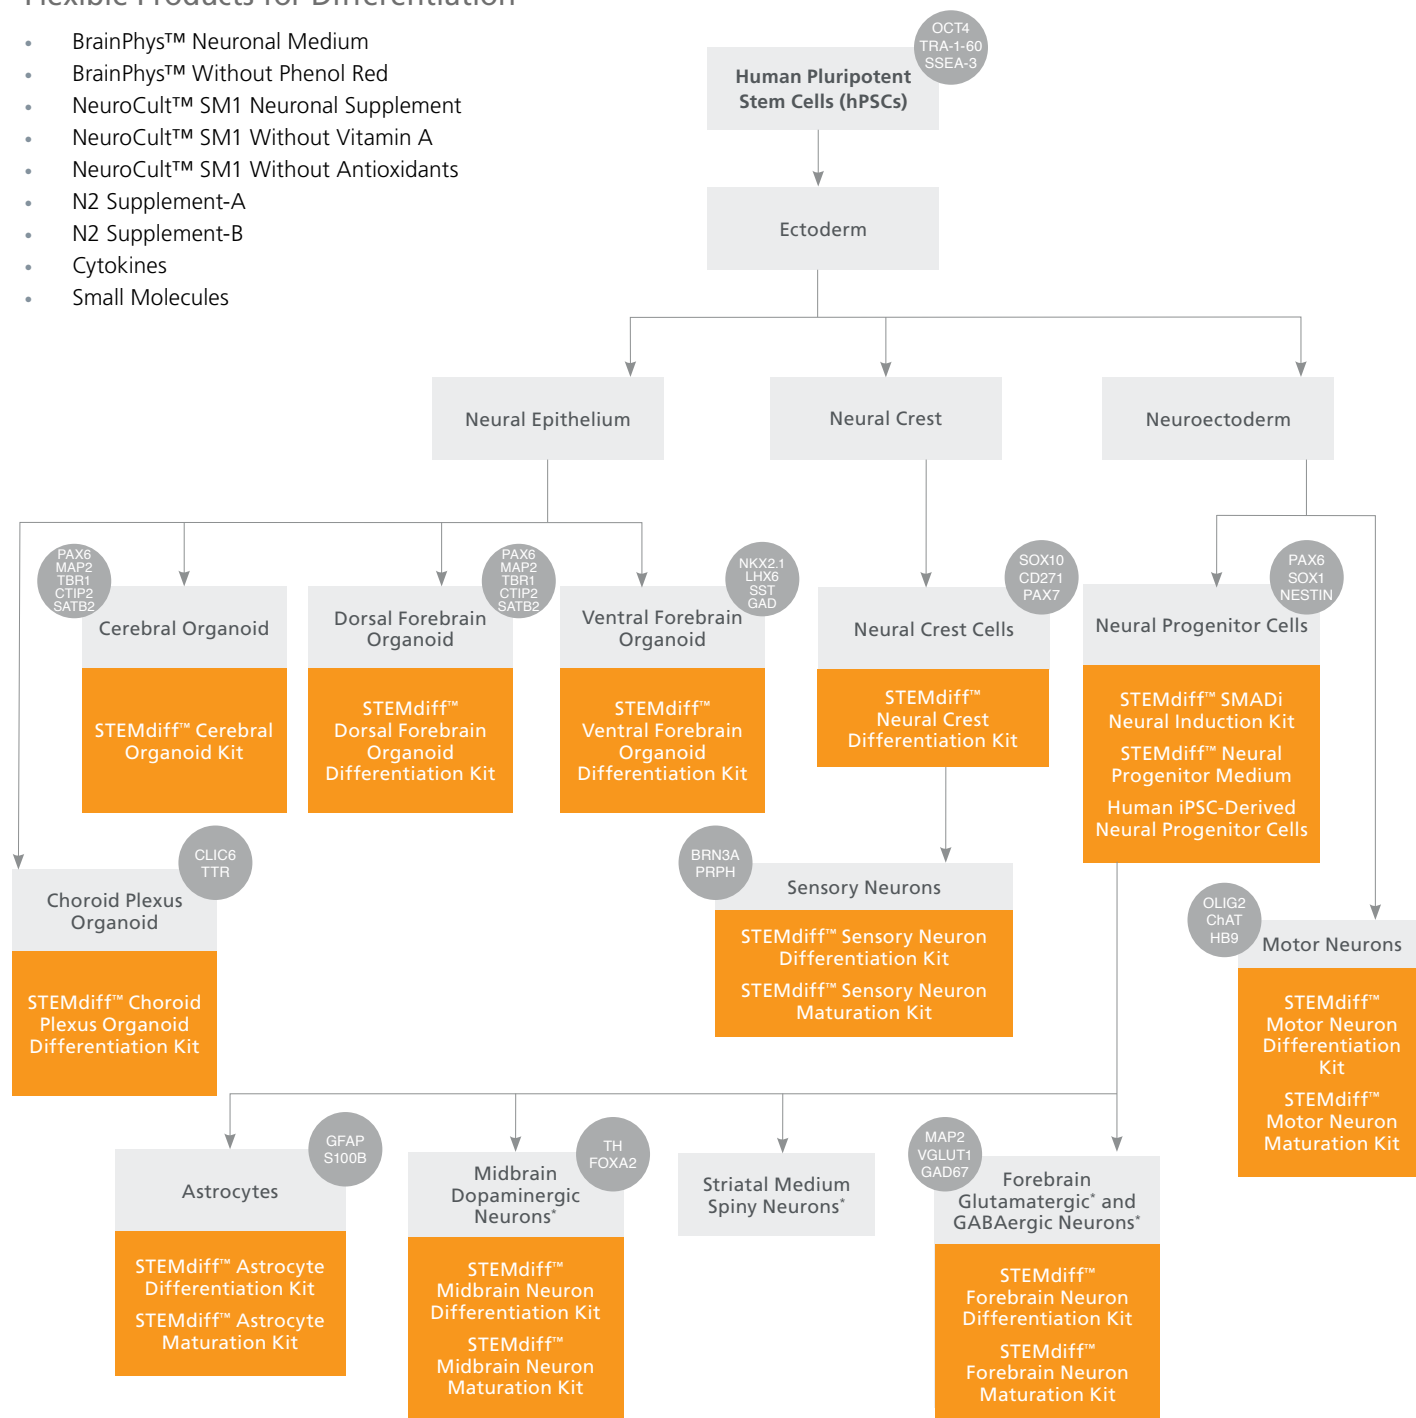 Flexible Products for Differentiation
• BrainPhys™ Neuronal Medium
• BrainPhys™ Without Phenol Red
• NeuroCult™ SM1 Neuronal Supplement
• NeuroCult™ SM1 Without Vitamin A
• NeuroCult™ SM1 Without Antioxidants
• N2 Supplement-A
• N2 Supplement-B
• Cytokines
• Small Molecules
OCT4
TRA-1-60
SSEA-3
Human Pluripotent
Stem Cells (hPSCs)
Ectoderm
Neural Epithelium
Neural Crest
Neuroectoderm
PAX6
MAP2
TBR1
CTIP2
SATB2
Cerebral Organoid
STEMdiff™ Cerebral
Organoid Kit
PAX6
MAP2
TBR1
CTIP2
SATB2
Dorsal Forebrain
Organoid
STEMdiff™
Dorsal Forebrain
Organoid
Differentiation Kit
NKX2.1
LHX6
SST
GAD
Ventral Forebrain
Organoid
STEMdiff™
Ventral Forebrain
Organoid
Differentiation Kit
SOX10
CD271
PAX7
Neural Crest Cells
STEMdiff™
Neural Crest
Differentiation Kit
PAX6
SOX1
NESTIN
Neural Progenitor Cells
STEMdiff™ SMADi
Neural Induction Kit
STEMdiff™ Neural
Progenitor Medium
Human iPSC-Derived
Neural Progenitor Cells
CLIC6
TTR
Choroid Plexus
Organoid
STEMdiff™ Choroid
Plexus Organoid
Differentiation Kit
BRN3A
PRPH
Sensory Neurons
STEMdiff™ Sensory Neuron
Differentiation Kit
STEMdiff™ Sensory Neuron
Maturation Kit
OLIG2
ChAT
HB9
Motor Neurons
STEMdiff™
Motor Neuron
Differentiation
Kit
STEMdiff™
Motor Neuron
Maturation Kit
GFAP
S100B
Astrocytes
STEMdiff™ Astrocyte
Differentiation Kit
STEMdiff™ Astrocyte
Maturation Kit
TH
FOXA2
Midbrain
Dopaminergic
Neurons*
STEMdiff™
Midbrain Neuron
Differentiation Kit
STEMdiff™
Midbrain Neuron
Maturation Kit
Striatal Medium
Spiny Neurons*
MAP2
VGLUT1
GAD67
Forebrain
Glutamatergic* and
GABAergic Neurons*
STEMdiff™
Forebrain Neuron
Differentiation Kit
STEMdiff™
Forebrain Neuron
Maturation Kit